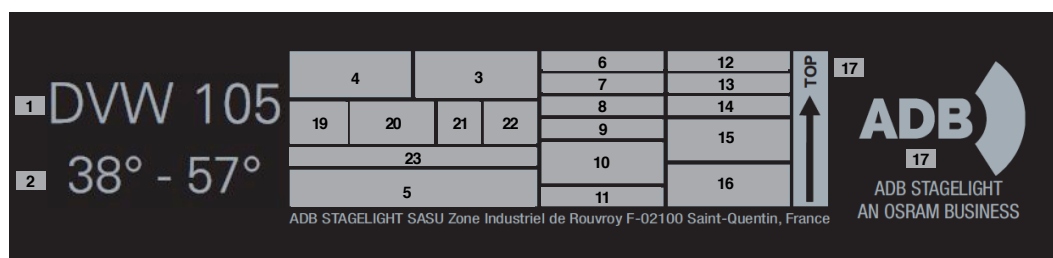 1 DVW 105
2 38° - 57°
4 3
19 20 21 22
23
5
6
7
8
9
10
11
12
13
14
15
16
TOP
17
ADB STAGELIGHT SASU Zone Industriel de Rouvroy F-02100 Saint-Quentin, France
ADB
17
ADB STAGELIGHT
AN OSRAM BUSINESS